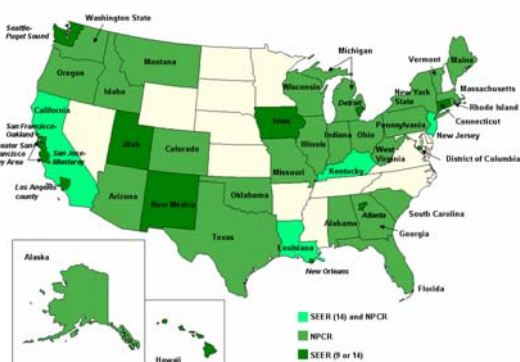 Seattle-
Puget Sound
Washington State
Montana
Oregon
Idaho
Michigan
Vermont
Maine
Wisconsin
Massachusetts
New York
State
Detroit
Rhode Island
Connecticut
California
Iowa
Pennsylvania
New Jersey
San Francisco-
Oakland
San Jose-
Monterey
Utah
Colorado
Illinois
Indiana
Ohio
West
Virginia
District of Columbia
Missouri
Kentucky
Los Angeles
county
Arizona
New Mexico
Oklahoma
Texas
Alabama
Atlanta
South Carolina
Georgia
Louisiana
New Orleans
Florida
Alaska
Hawaii
SEER (14) and NPCR
NPCR
SEER (9 or 14)